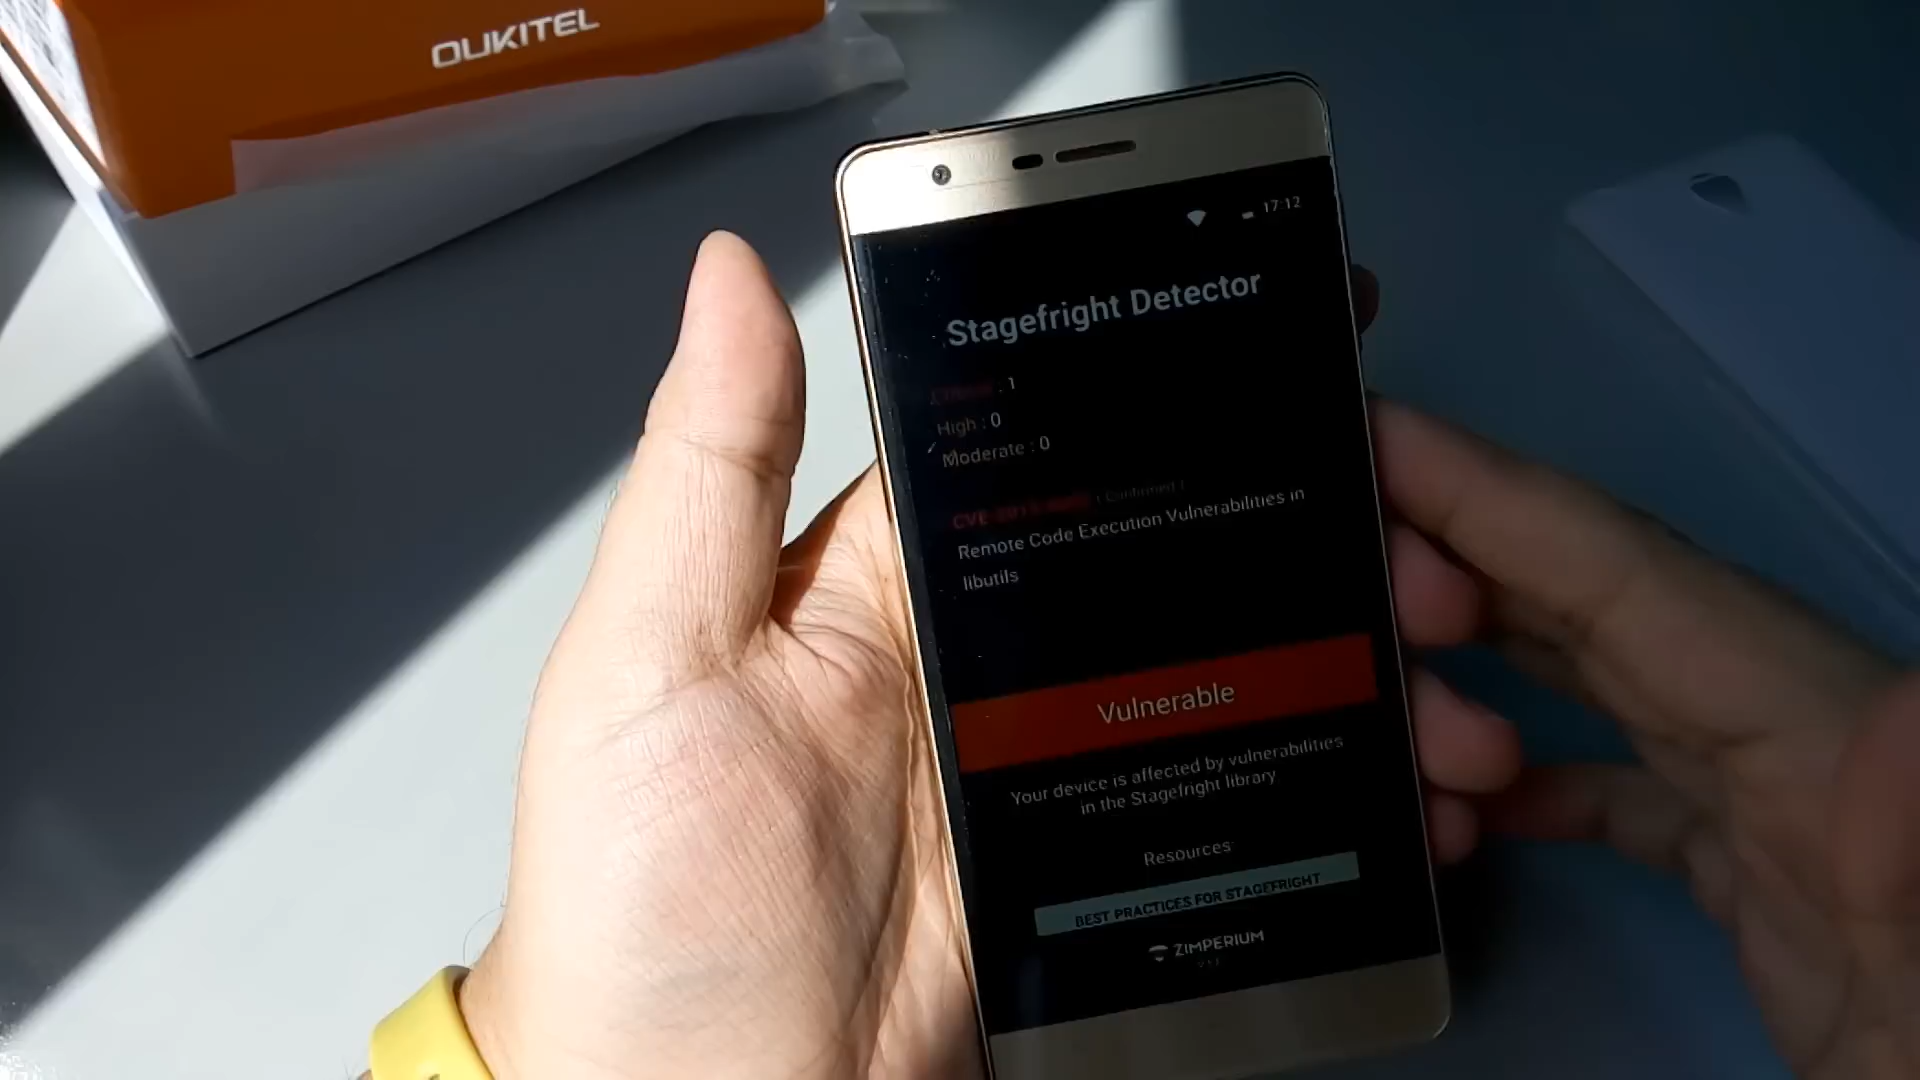 OUKITEL
17:12
Stagefright Detector
: 1
High : 0
Moderate : 0
( Confirmed )
Remote Code Execution Vulnerabilities in
libutils
Vulnerable
Your device is affected by vulnerabilities
in the Stagefright library
Resources:
BEST PRACTICES FOR STAGEFRIGHT
ZIMPERIUM